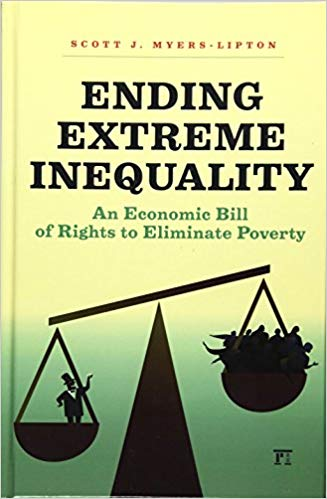 SCOTT J. MYERS-LIPTON
ENDING
EXTREME
INEQUALITY
An Economic Bill
of Rights to Eliminate Poverty